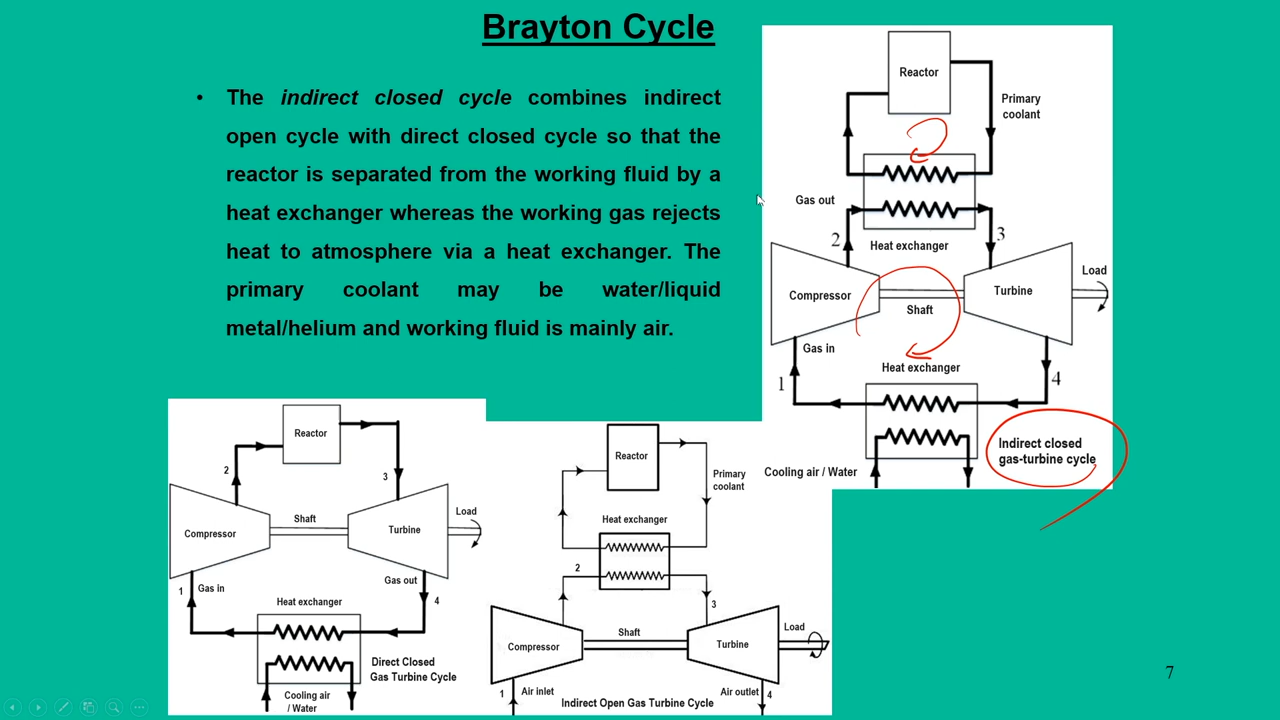 Brayton Cycle
• The indirect closed cycle combines indirect
open cycle with direct closed cycle so that the
reactor is separated from the working fluid by a
heat exchanger whereas the working gas rejects
heat to atmosphere via a heat exchanger. The
primary coolant may be water/liquid
metal/helium and working fluid is mainly air.
Reactor
Primary
coolant
Gas out
2
3
Heat exchanger
Load
Compressor
Turbine
Shaft
Gas in
Heat exchanger
1
4
Indirect closed
gas-turbine cycle
Cooling air / Water
Reactor
2
3
Shaft
Load
Compressor
Turbine
Gas out
1
Gas in
4
Heat exchanger
Direct Closed
Gas Turbine Cycle
Cooling air
/ Water
Reactor
Primary
coolant
Heat exchanger
2
3
Shaft
Load
Compressor
Turbine
1
Air inlet
Air outlet
4
Indirect Open Gas Turbine Cycle
7